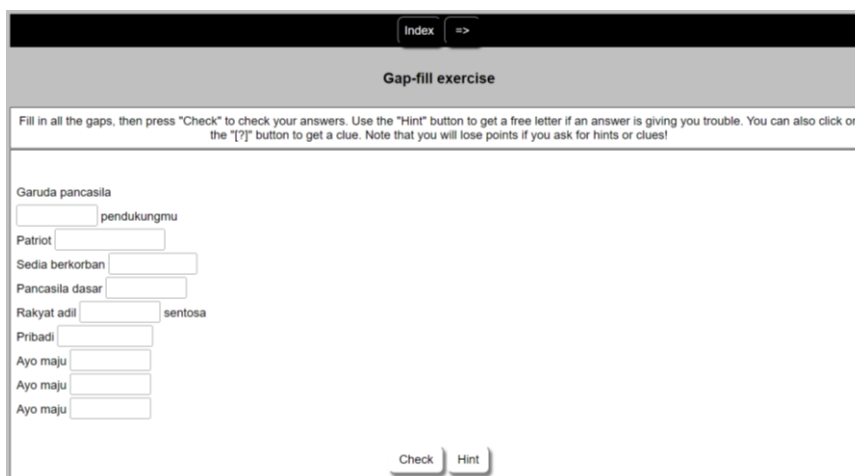 Index =>
Gap-fill exercise
Fill in all the gaps, then press "Check" to check your answers. Use the "Hint" button to get a free letter if an answer is giving you trouble. You can also click on
the "[?]" button to get a clue. Note that you will lose points if you ask for hints or clues!
Garuda pancasila
pendukungmu
Patriot
Sedia berkorban
Pancasila dasar
Rakyat adil sentosa
Pribadi
Ayo maju
Ayo maju
Ayo maju
Check Hint